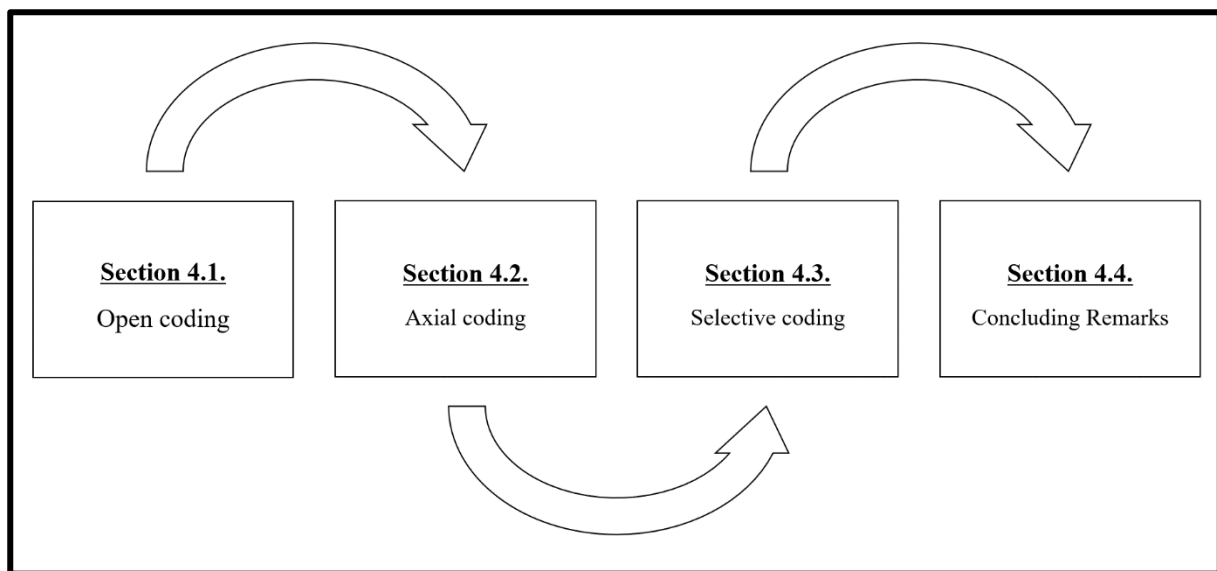 Section 4.1.
Open coding
Section 4.2.
Axial coding
Section 4.3.
Selective coding
Section 4.4.
Concluding Remarks